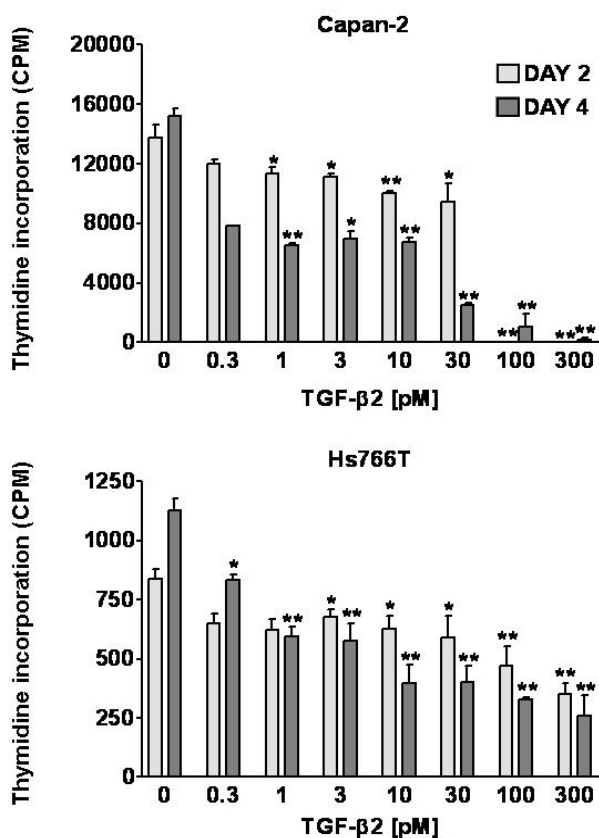 Capan-2
Thymidine incorporation (CPM)
20000
16000
12000
8000
4000
0
DAY 2
DAY 4
* * ** *
** * ** ** ** ** ** **
0 0.3 1 3 10 30 100 300
TGF-β2 [pM]
Hs766T
Thymidine incorporation (CPM)
1250
1000
750
500
250
0
* ** * ** * ** * ** ** ** ** **
0 0.3 1 3 10 30 100 300
TGF-β2 [pM]